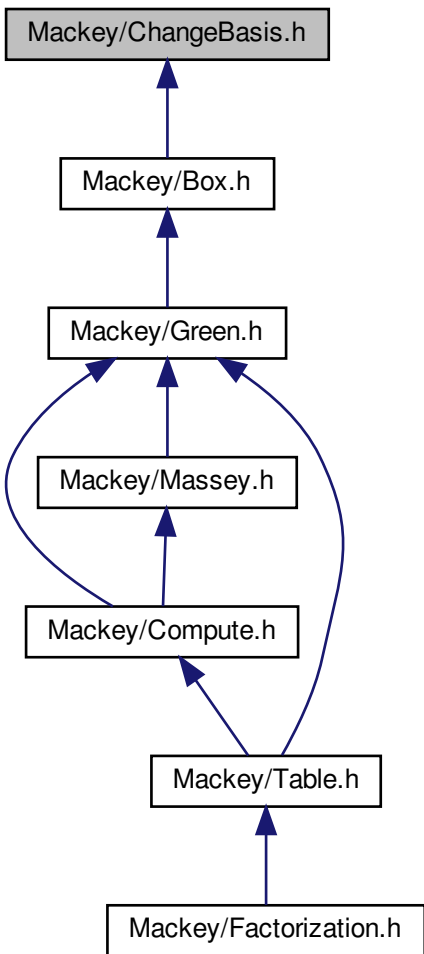 Mackey/ChangeBasis.h
Mackey/Box.h
Mackey/Green.h
Mackey/Massey.h
Mackey/Compute.h
Mackey/Table.h
Mackey/Factorization.h